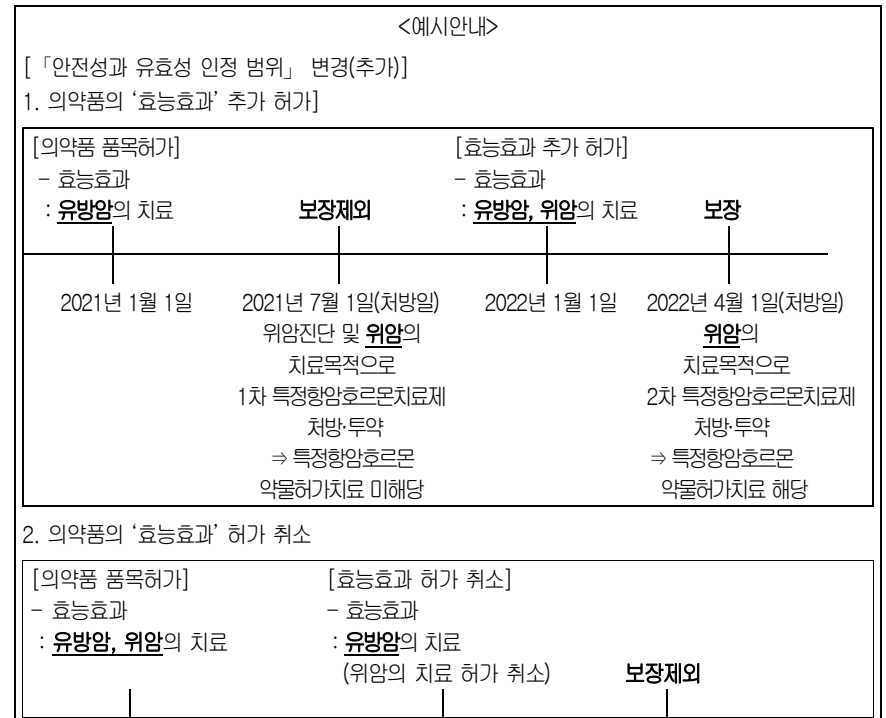 <예시안내>
[「안전성과 유효성 인정 범위」 변경(추가)]
1. 의약품의 ‘효능효과’ 추가 허가]
[의약품 품목허가] [효능효과 추가 허가]
- 효능효과 - 효능효과
: 유방암의 치료 보장제외 : 유방암, 위암의 치료 보장
2021년 1월 1일 2021년 7월 1일(처방일) 2022년 1월 1일 2022년 4월 1일(처방일)
위암진단 및 위암의 위암의
치료목적으로 치료목적으로
1차 특정항암호르몬치료제 2차 특정항암호르몬치료제
처방·투약 처방·투약
⇒ 특정항암호르몬 ⇒ 특정항암호르몬
약물허가치료 미해당 약물허가치료 해당
2. 의약품의 ‘효능효과’ 허가 취소
[의약품 품목허가] [효능효과 허가 취소]
- 효능효과 - 효능효과
: 유방암, 위암의 치료 : 유방암의 치료
(위암의 치료 허가 취소) 보장제외